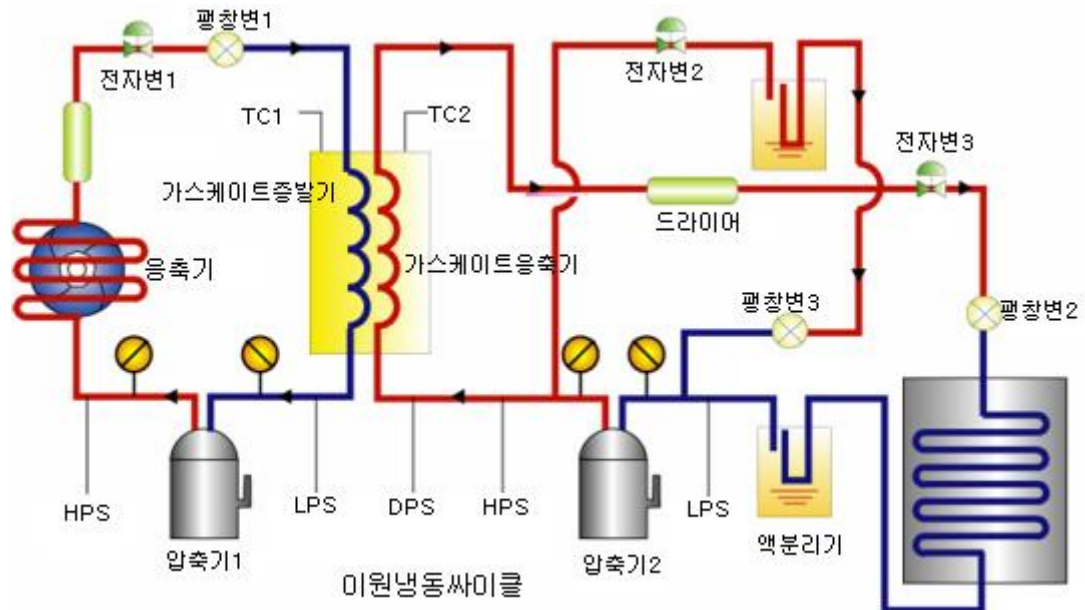 팽창변1
전자변1
전자변2
TC1
TC2
전자변3
가스케이트증발기
드라이어
응축기
가스케이트응축기
팽창변3
팽창변2
HPS
LPS
DPS
HPS
LPS
압축기1
압축기2
액분리기
이원냉동싸이클